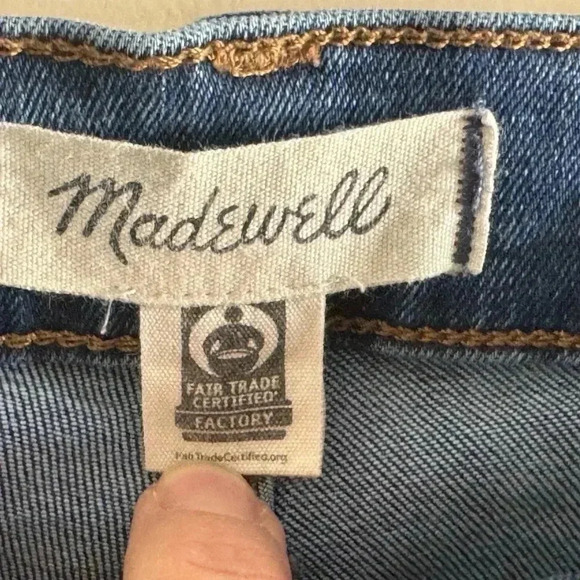 Madewell
FAIR TRADE
CERTIFIED
FACTORY
FairTradeCertified.org